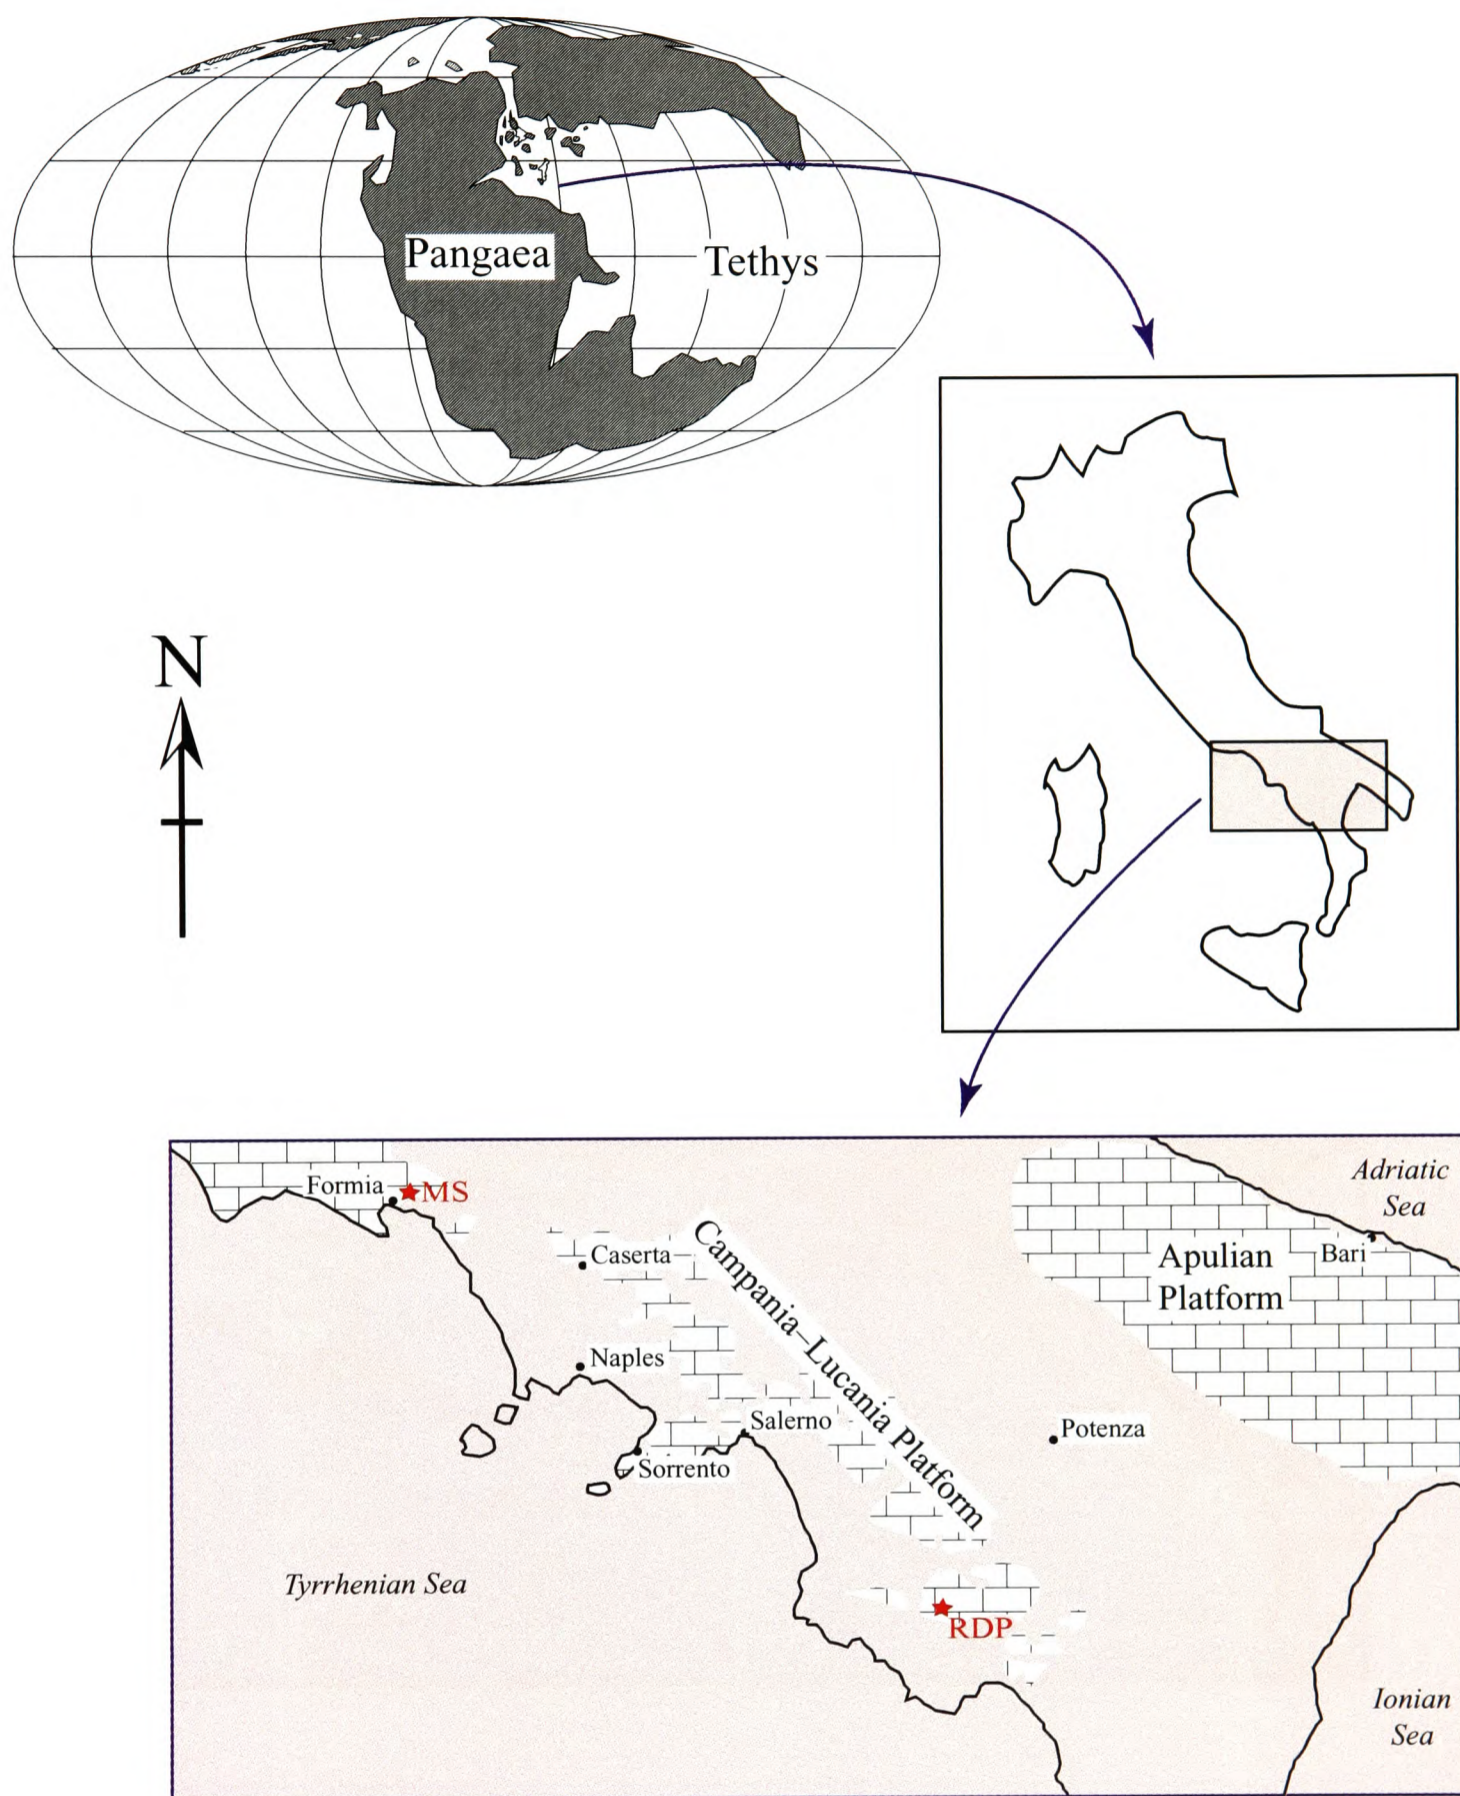 Pangaea
Tethys
N
Formia
MS
Adriatic
Sea
Caserta
Campania–Lucania Platform
Apulian
Platform
Bari
Naples
Salerno
Potenza
Sorrento
Tyrrhenian Sea
RDP
Ionian
Sea